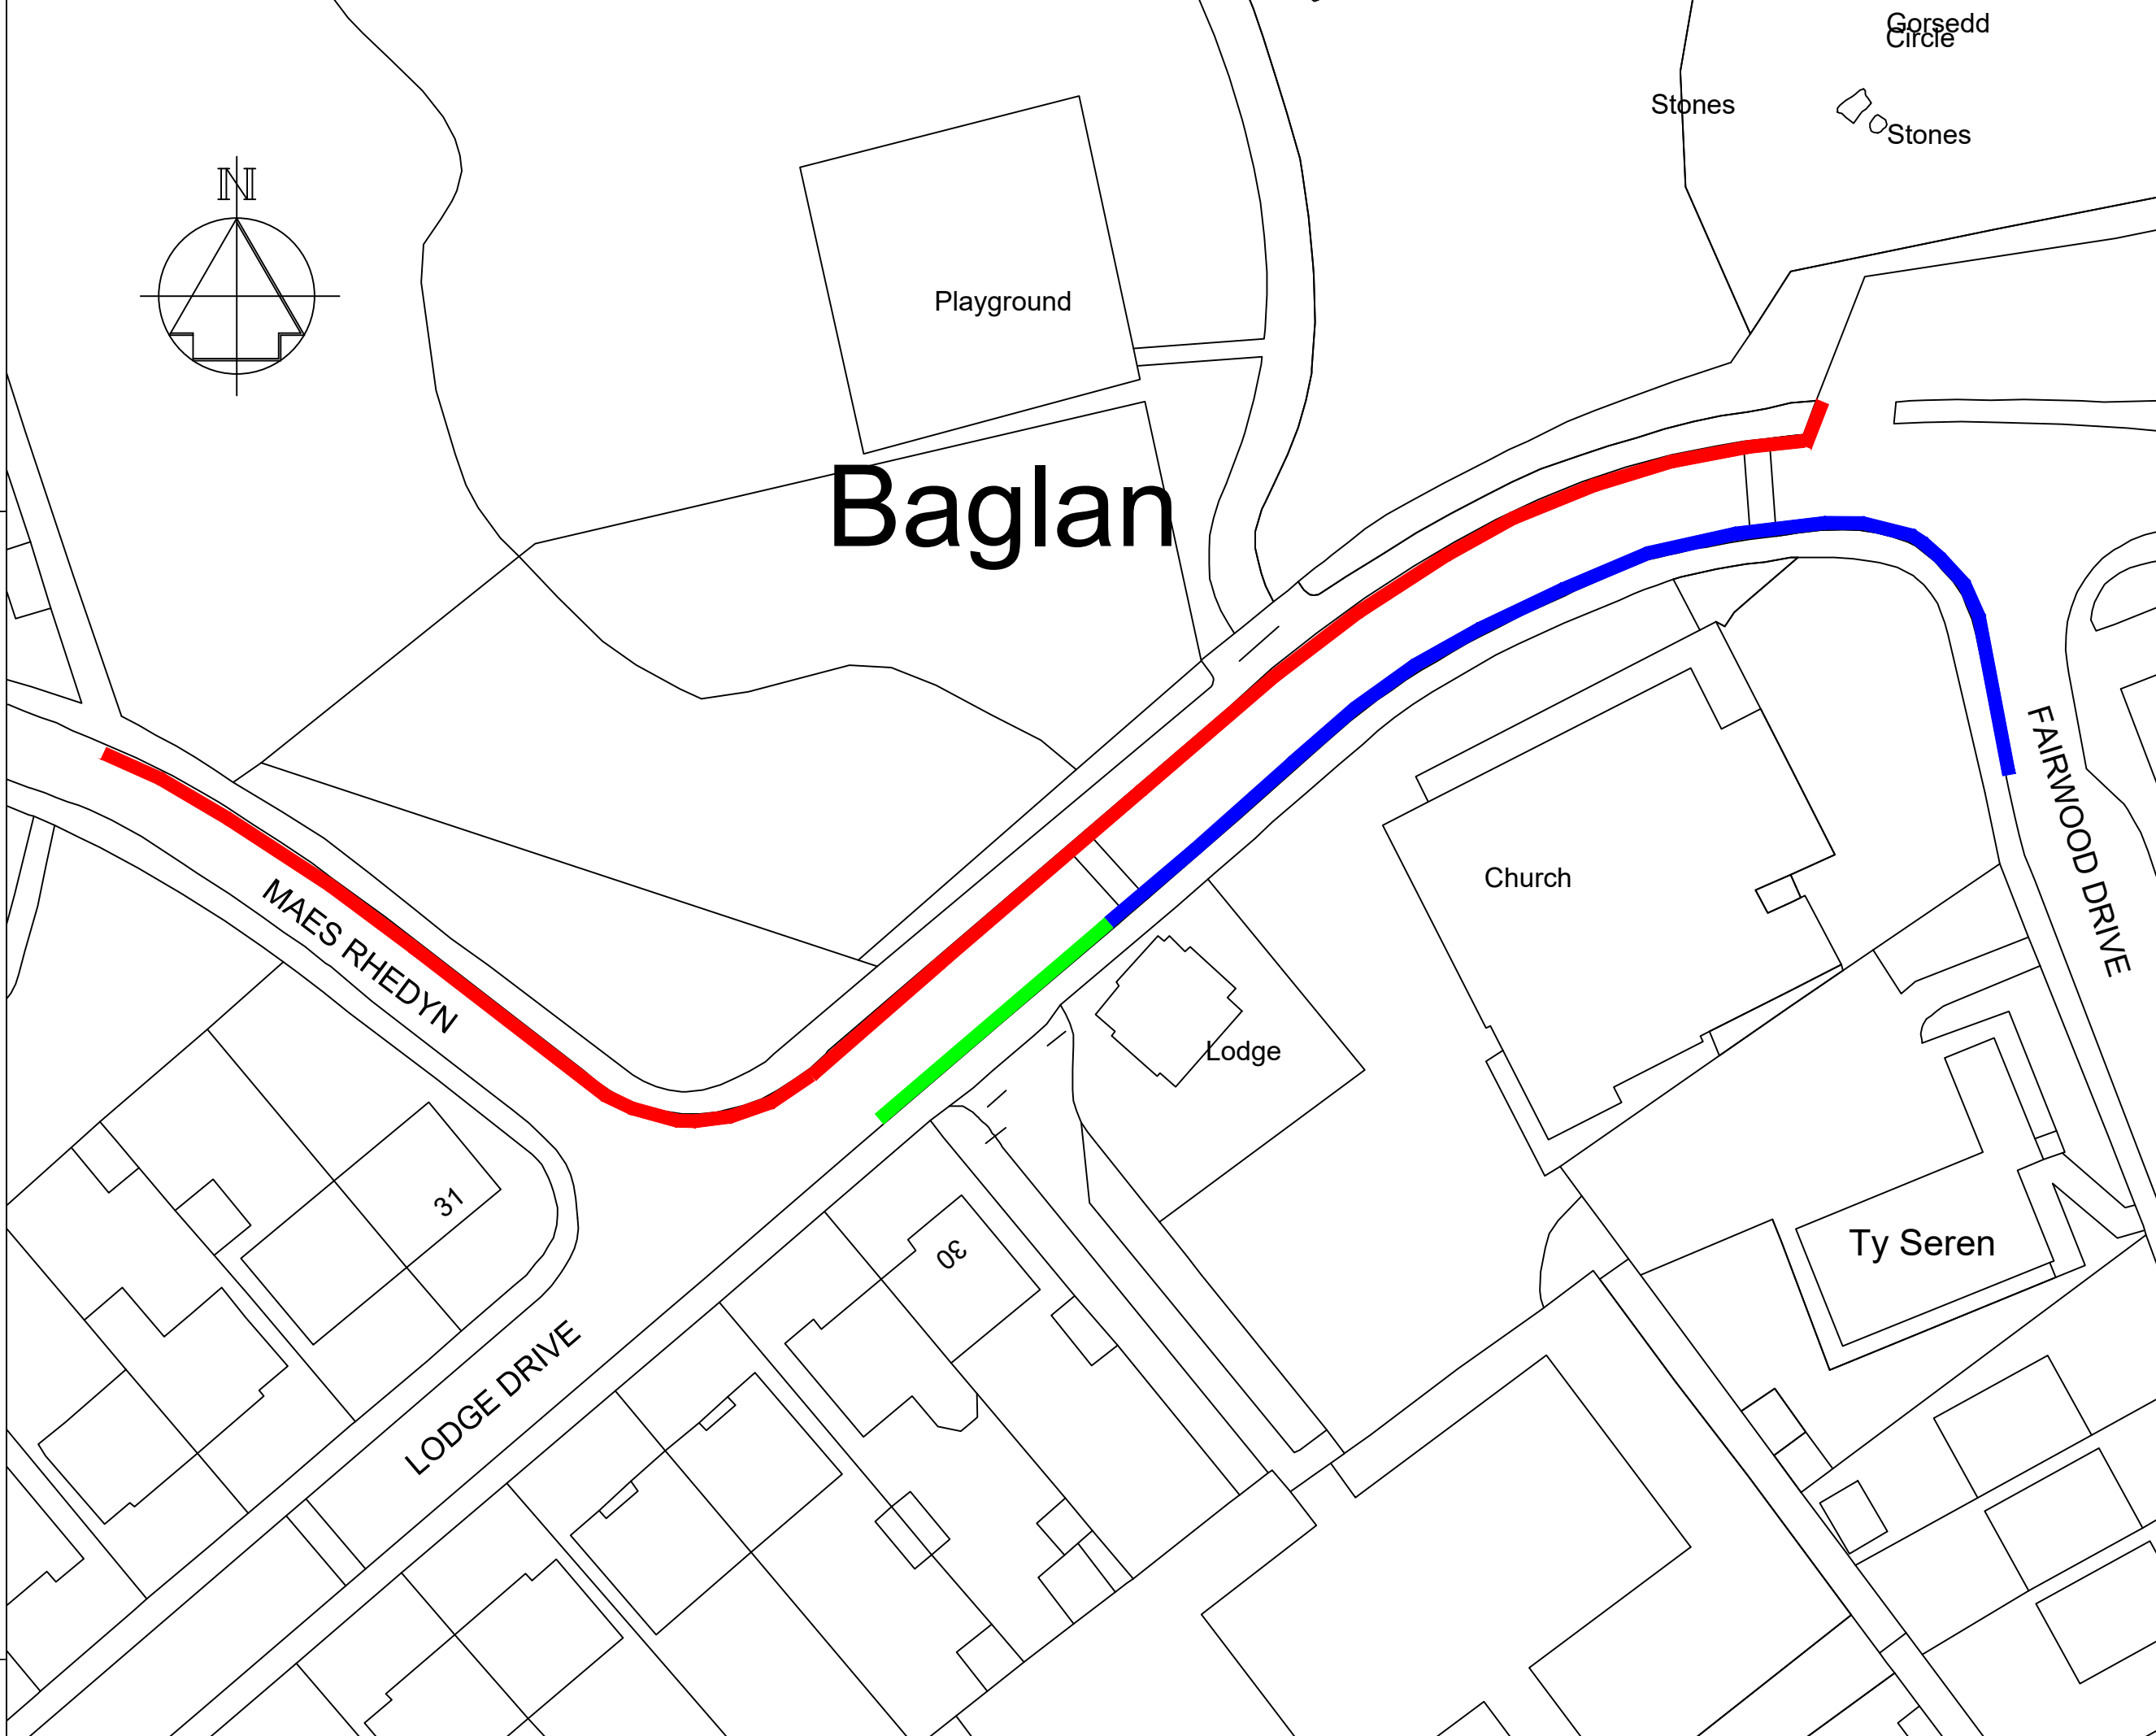 Gorsedd
Circle
Stones
Stones
N
Playground
Baglan
FAIRWOOD DRIVE
Church
MAES RHEDYN
Lodge
31
30
Ty Seren
LODGE DRIVE